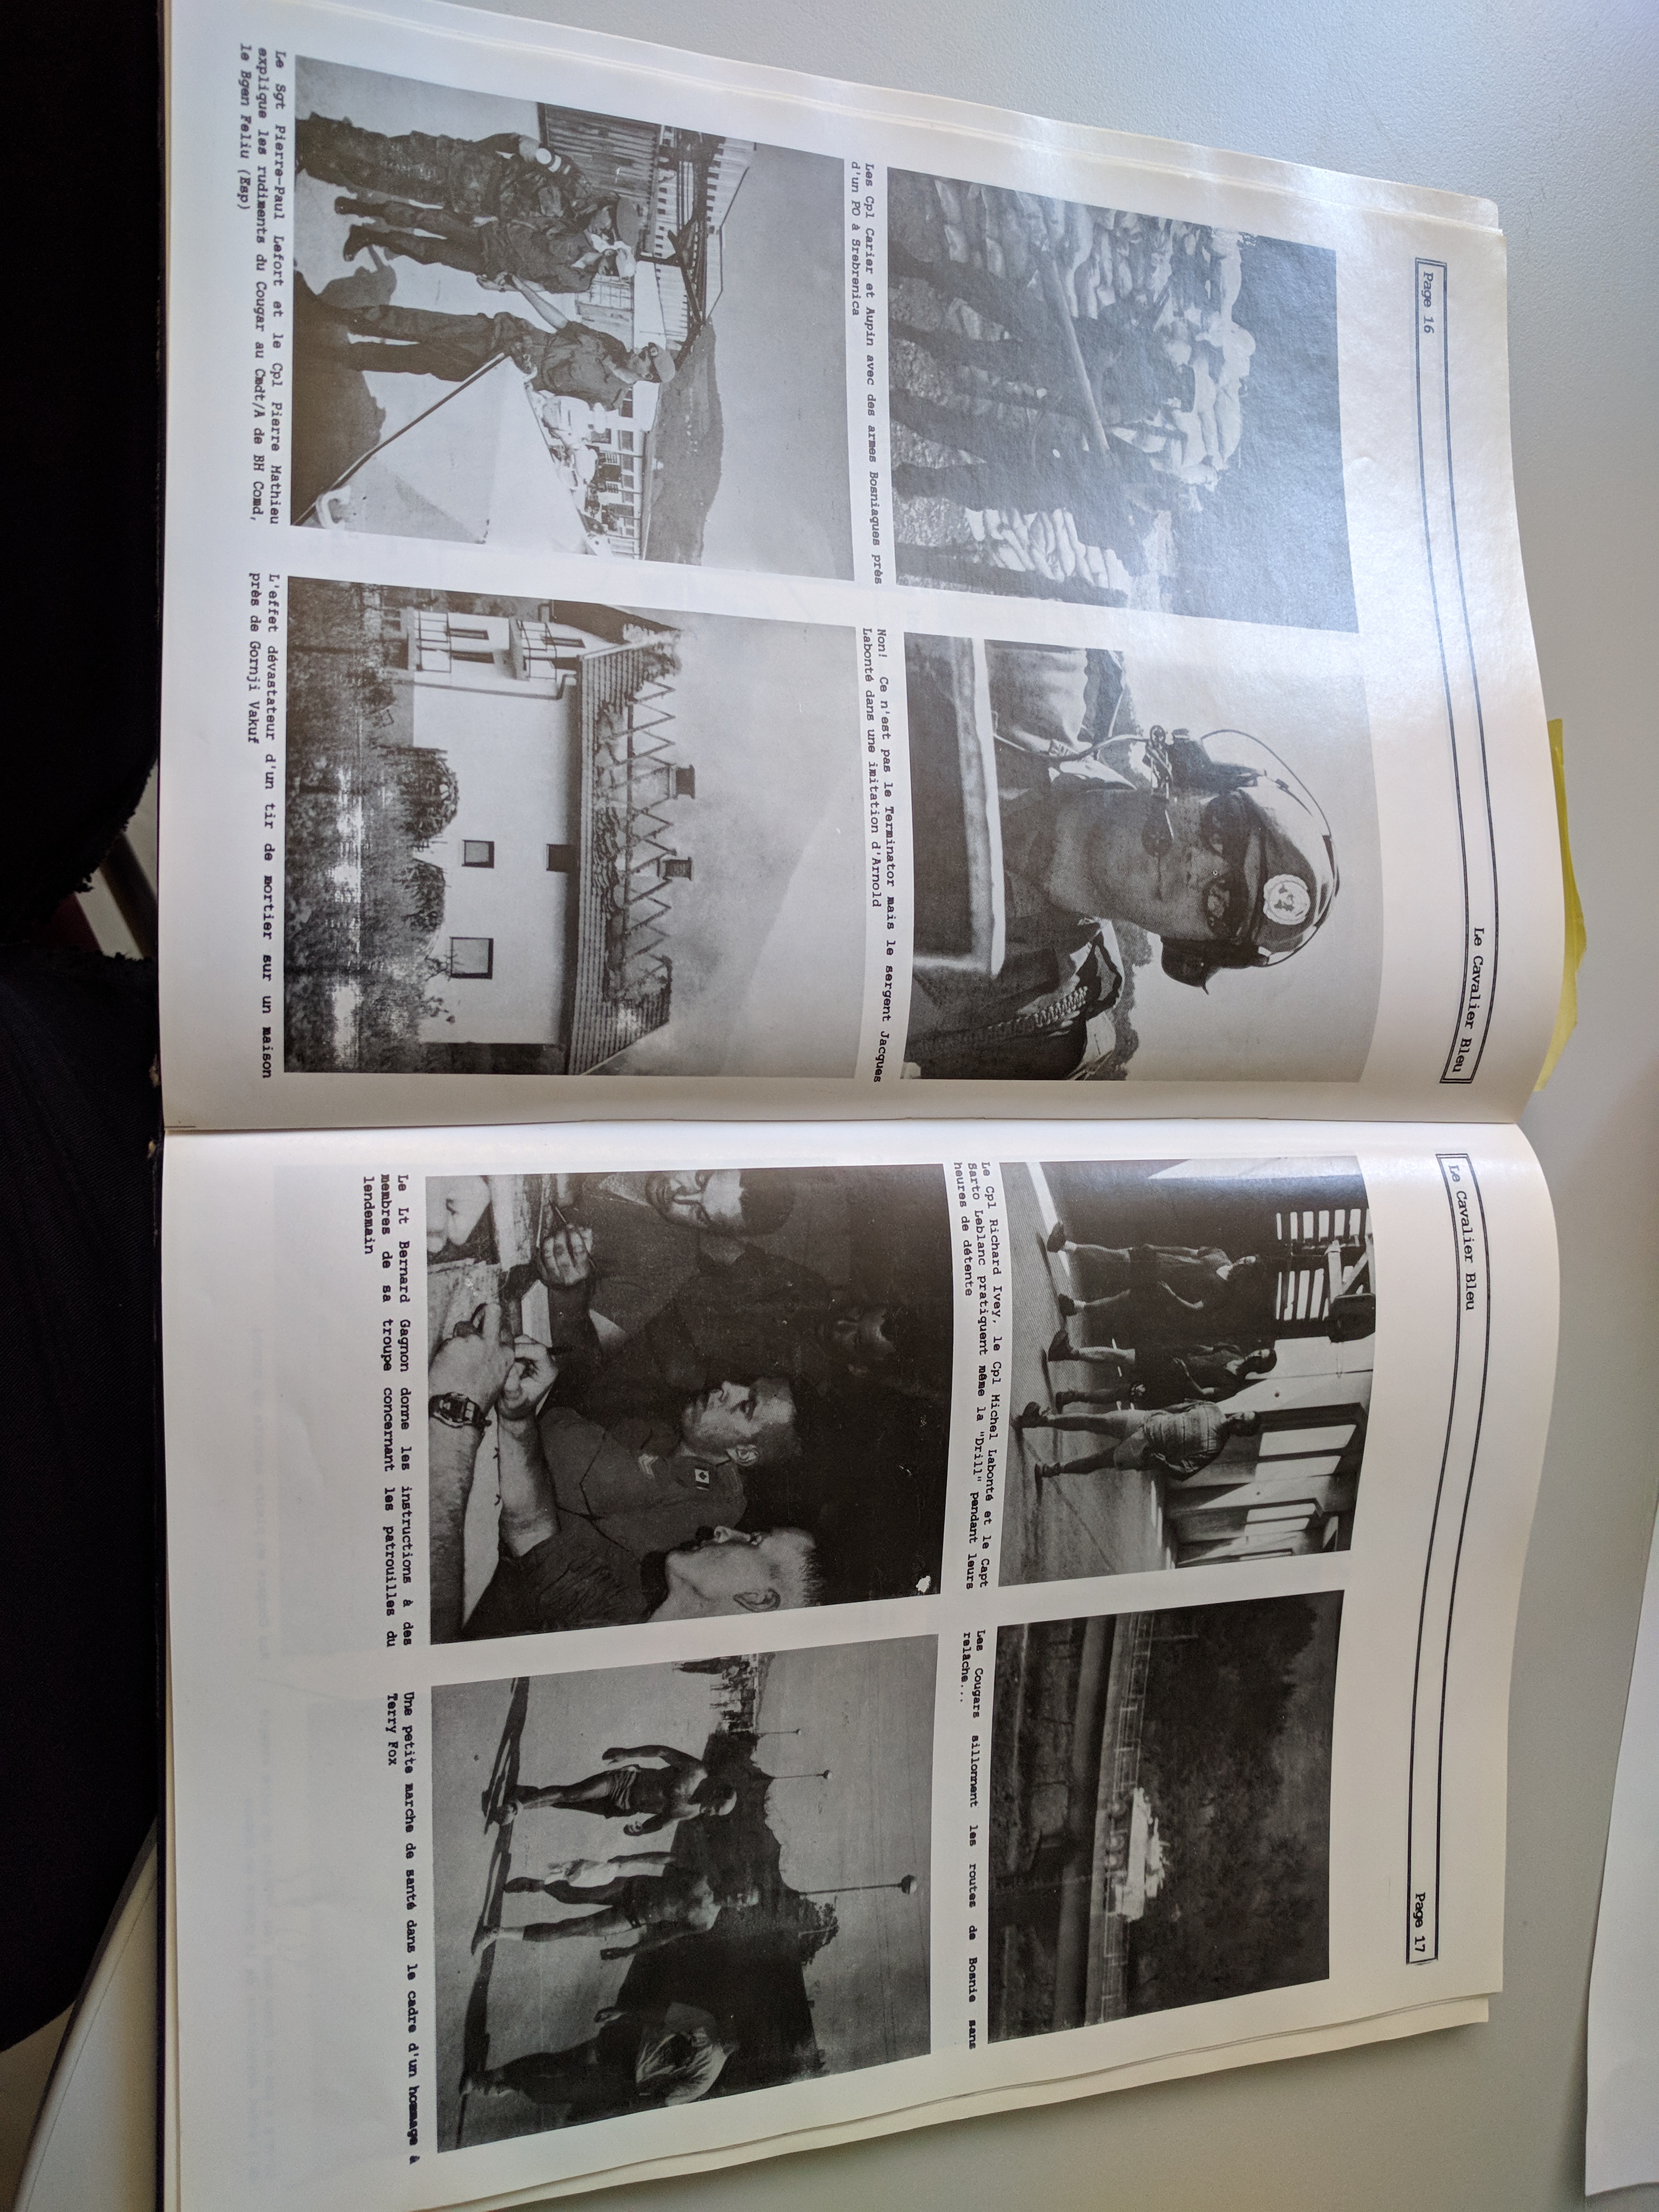 Le Cavalier Bleu
Page 16
Les Cpl Carier et Aupin avec des armes Bosniaques près
d'un PO à Srebrenica
Non! Ce n'est pas le Terminator mais le sergent Jacques
Labonté dans une imitation d'Arnold
Le Sgt Pierre-Paul Lefort et le Cpl Pierre Mathieu
explique les rudiments du Cougar au Cmdt/A de BH Comd,
le Bgen Feliu (Esp)
L'effet dévastateur d'un tir de mortier sur un maison
près de Gornji Vakuf
Le Cavalier Bleu
Page 17
Le Cpl Richard Ivey, le Cpl Michel Labonté et le Capt
Sarto Leblanc pratiquent même la "Drill" pendant leurs
heures de détente
Les Cougars sillonnent les routes de Bosnie sans
relâche...
Le Lt Bernard Gagnon donne les instructions à des
membres de sa troupe concernant les patrouilles du
lendemain
Une petite marche de santé dans le cadre d'un hommage à
Terry Fox